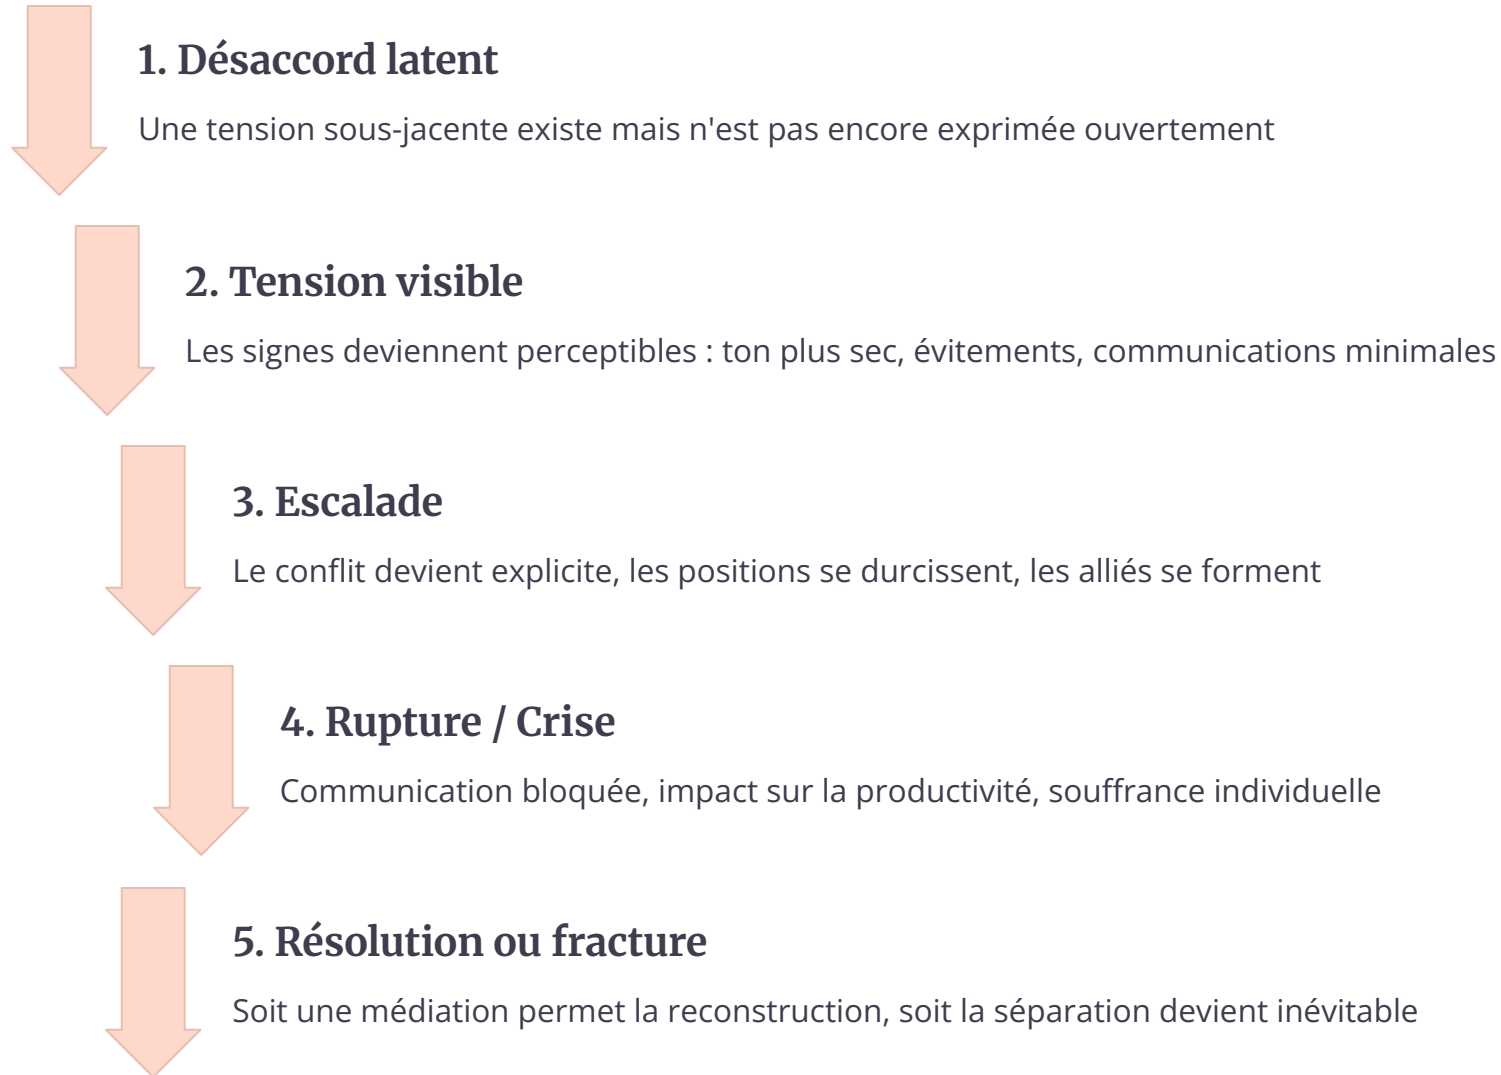 1. Désaccord latent
Une tension sous-jacente existe mais n'est pas encore exprimée ouvertement
2. Tension visible
Les signes deviennent perceptibles : ton plus sec, évitements, communications minimales
3. Escalade
Le conflit devient explicite, les positions se durcissent, les alliés se forment
4. Rupture / Crise
Communication bloquée, impact sur la productivité, souffrance individuelle
5. Résolution ou fracture
Soit une médiation permet la reconstruction, soit la séparation devient inévitable